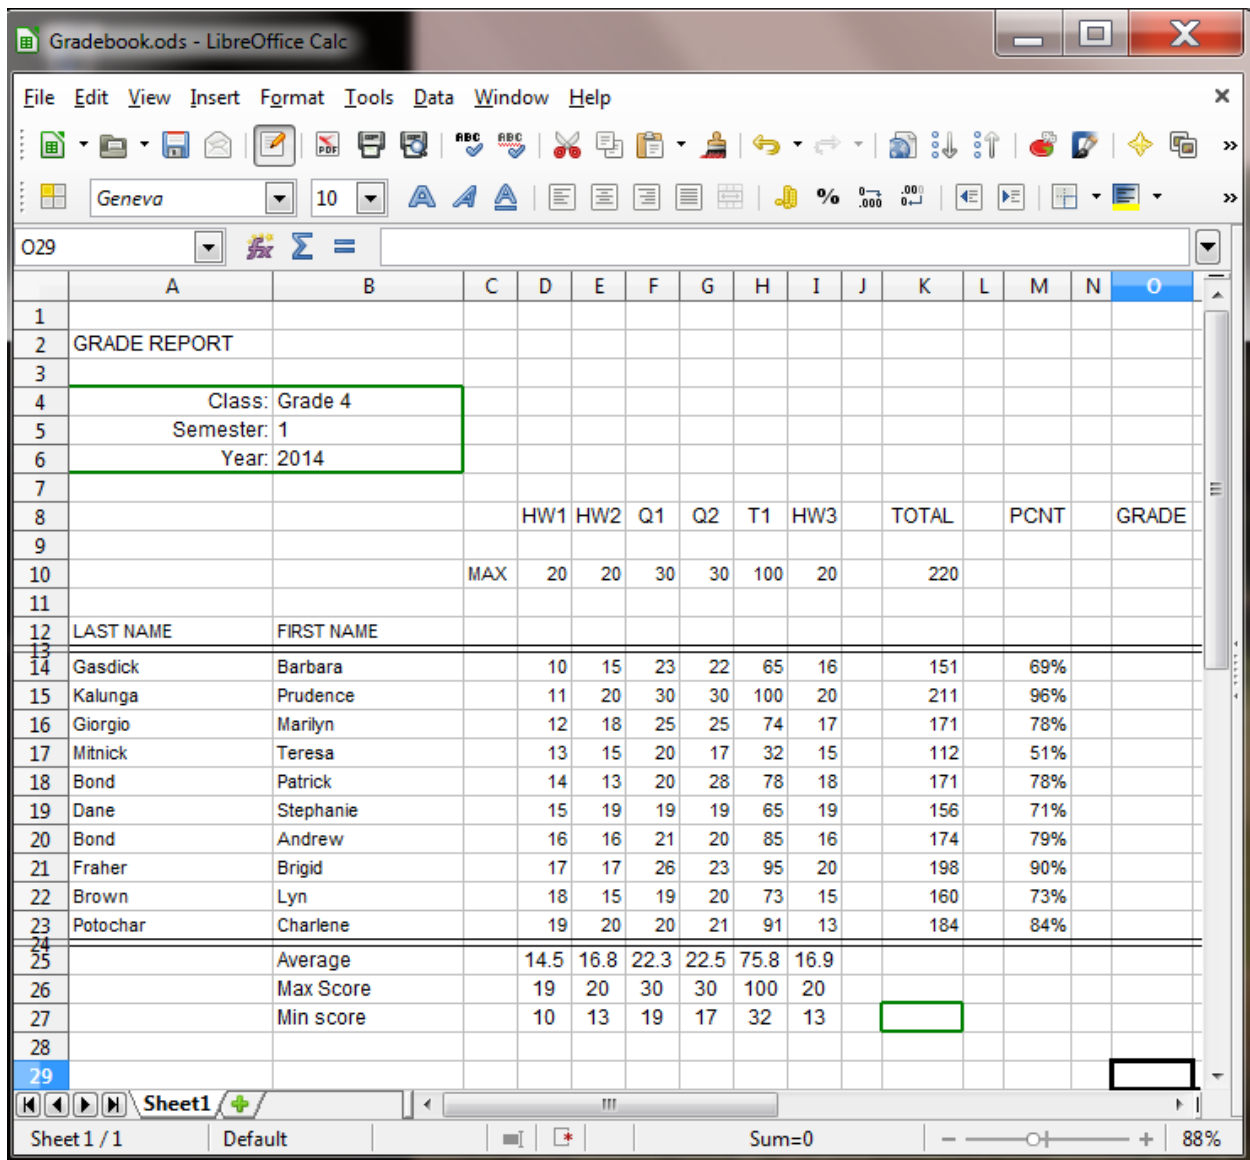 Gradebook.ods - LibreOffice Calc
File Edit View Insert Format Tools Data Window Help
Geneva 10
O29
A B C D E F G H I J K L M N O
1
2 GRADE REPORT
3
4 Class: Grade 4
5 Semester: 1
6 Year: 2014
7
8 HW1 HW2 Q1 Q2 T1 HW3 TOTAL PCNT GRADE
9
10 MAX 20 20 30 30 100 20 220
11
12 LAST NAME FIRST NAME
13
14 Gasdick Barbara 10 15 23 22 65 16 151 69%
15 Kalunga Prudence 11 20 30 30 100 20 211 96%
16 Giorgio Marilyn 12 18 25 25 74 17 171 78%
17 Mitnick Teresa 13 15 20 17 32 15 112 51%
18 Bond Patrick 14 13 20 28 78 18 171 78%
19 Dane Stephanie 15 19 19 19 65 19 156 71%
20 Bond Andrew 16 16 21 20 85 16 174 79%
21 Fraher Brigid 17 17 26 23 95 20 198 90%
22 Brown Lyn 18 15 19 20 73 15 160 73%
23 Potochar Charlene 19 20 20 21 91 13 184 84%
24
25 Average 14.5 16.8 22.3 22.5 75.8 16.9
26 Max Score 19 20 30 30 100 20
27 Min score 10 13 19 17 32 13
28
29
Sheet1
Sheet 1 / 1 Default Sum=0 88%